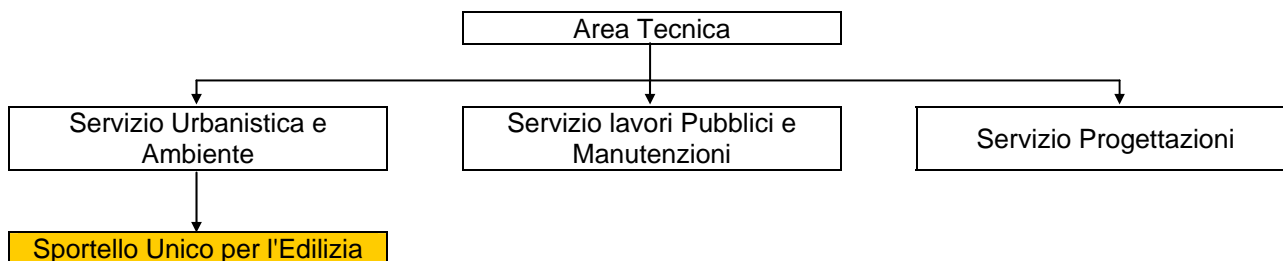 Area Tecnica
Servizio Urbanistica e
Ambiente
Servizio lavori Pubblici e
Manutenzioni
Servizio Progettazioni
Sportello Unico per l'Edilizia